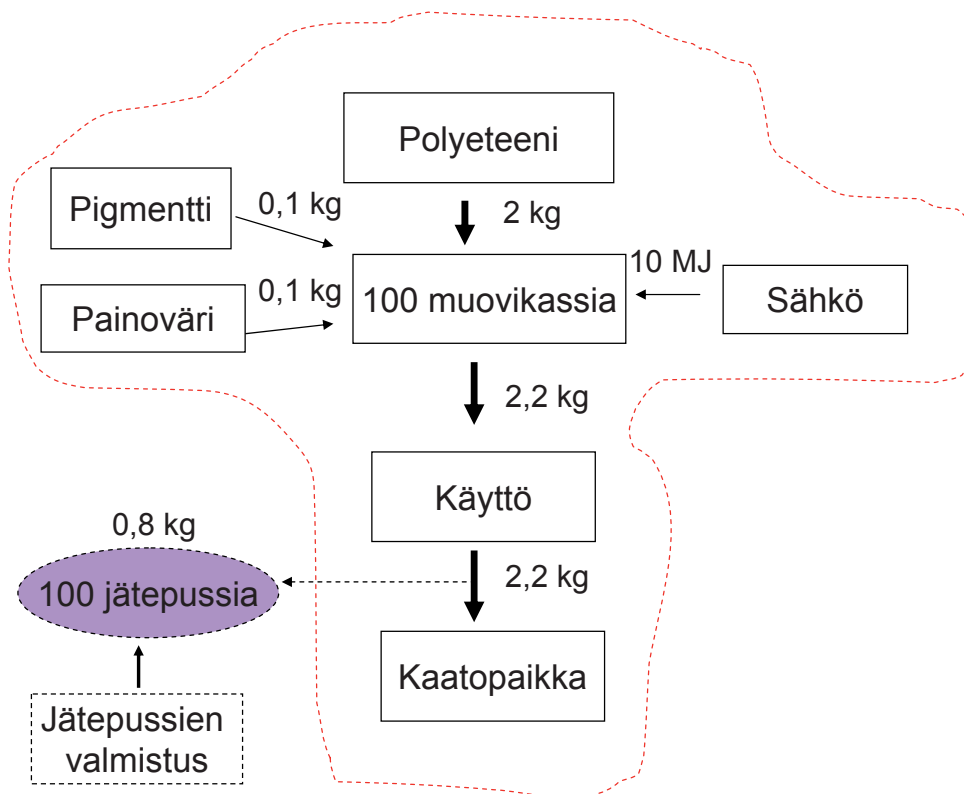 Polyeteeni
Pigmentti
0,1 kg
2 kg
10 MJ
Painoväri
0,1 kg
100 muovikassia
Sähkö
2,2 kg
Käyttö
0,8 kg
100 jätepussia
2,2 kg
Kaatopaikka
Jätepussien
valmistus